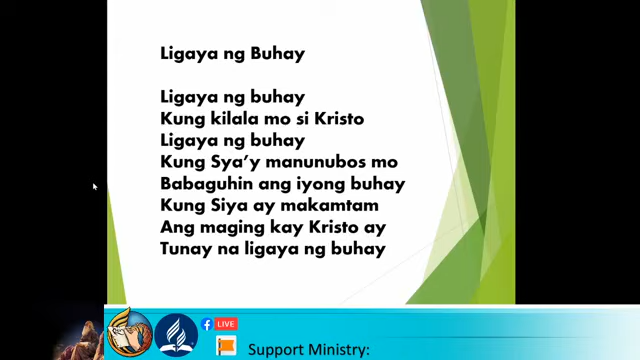 Ligaya ng Buhay
Ligaya ng buhay
Kung kilala mo si Kristo
Ligaya ng buhay
Kung Sya'y manunubos mo
Babaguhin ang iyong buhay
Kung Siya ay makamtam
Ang maging kay Kristo ay
Tunay na ligaya ng buhay
LIVE
Support Ministry: